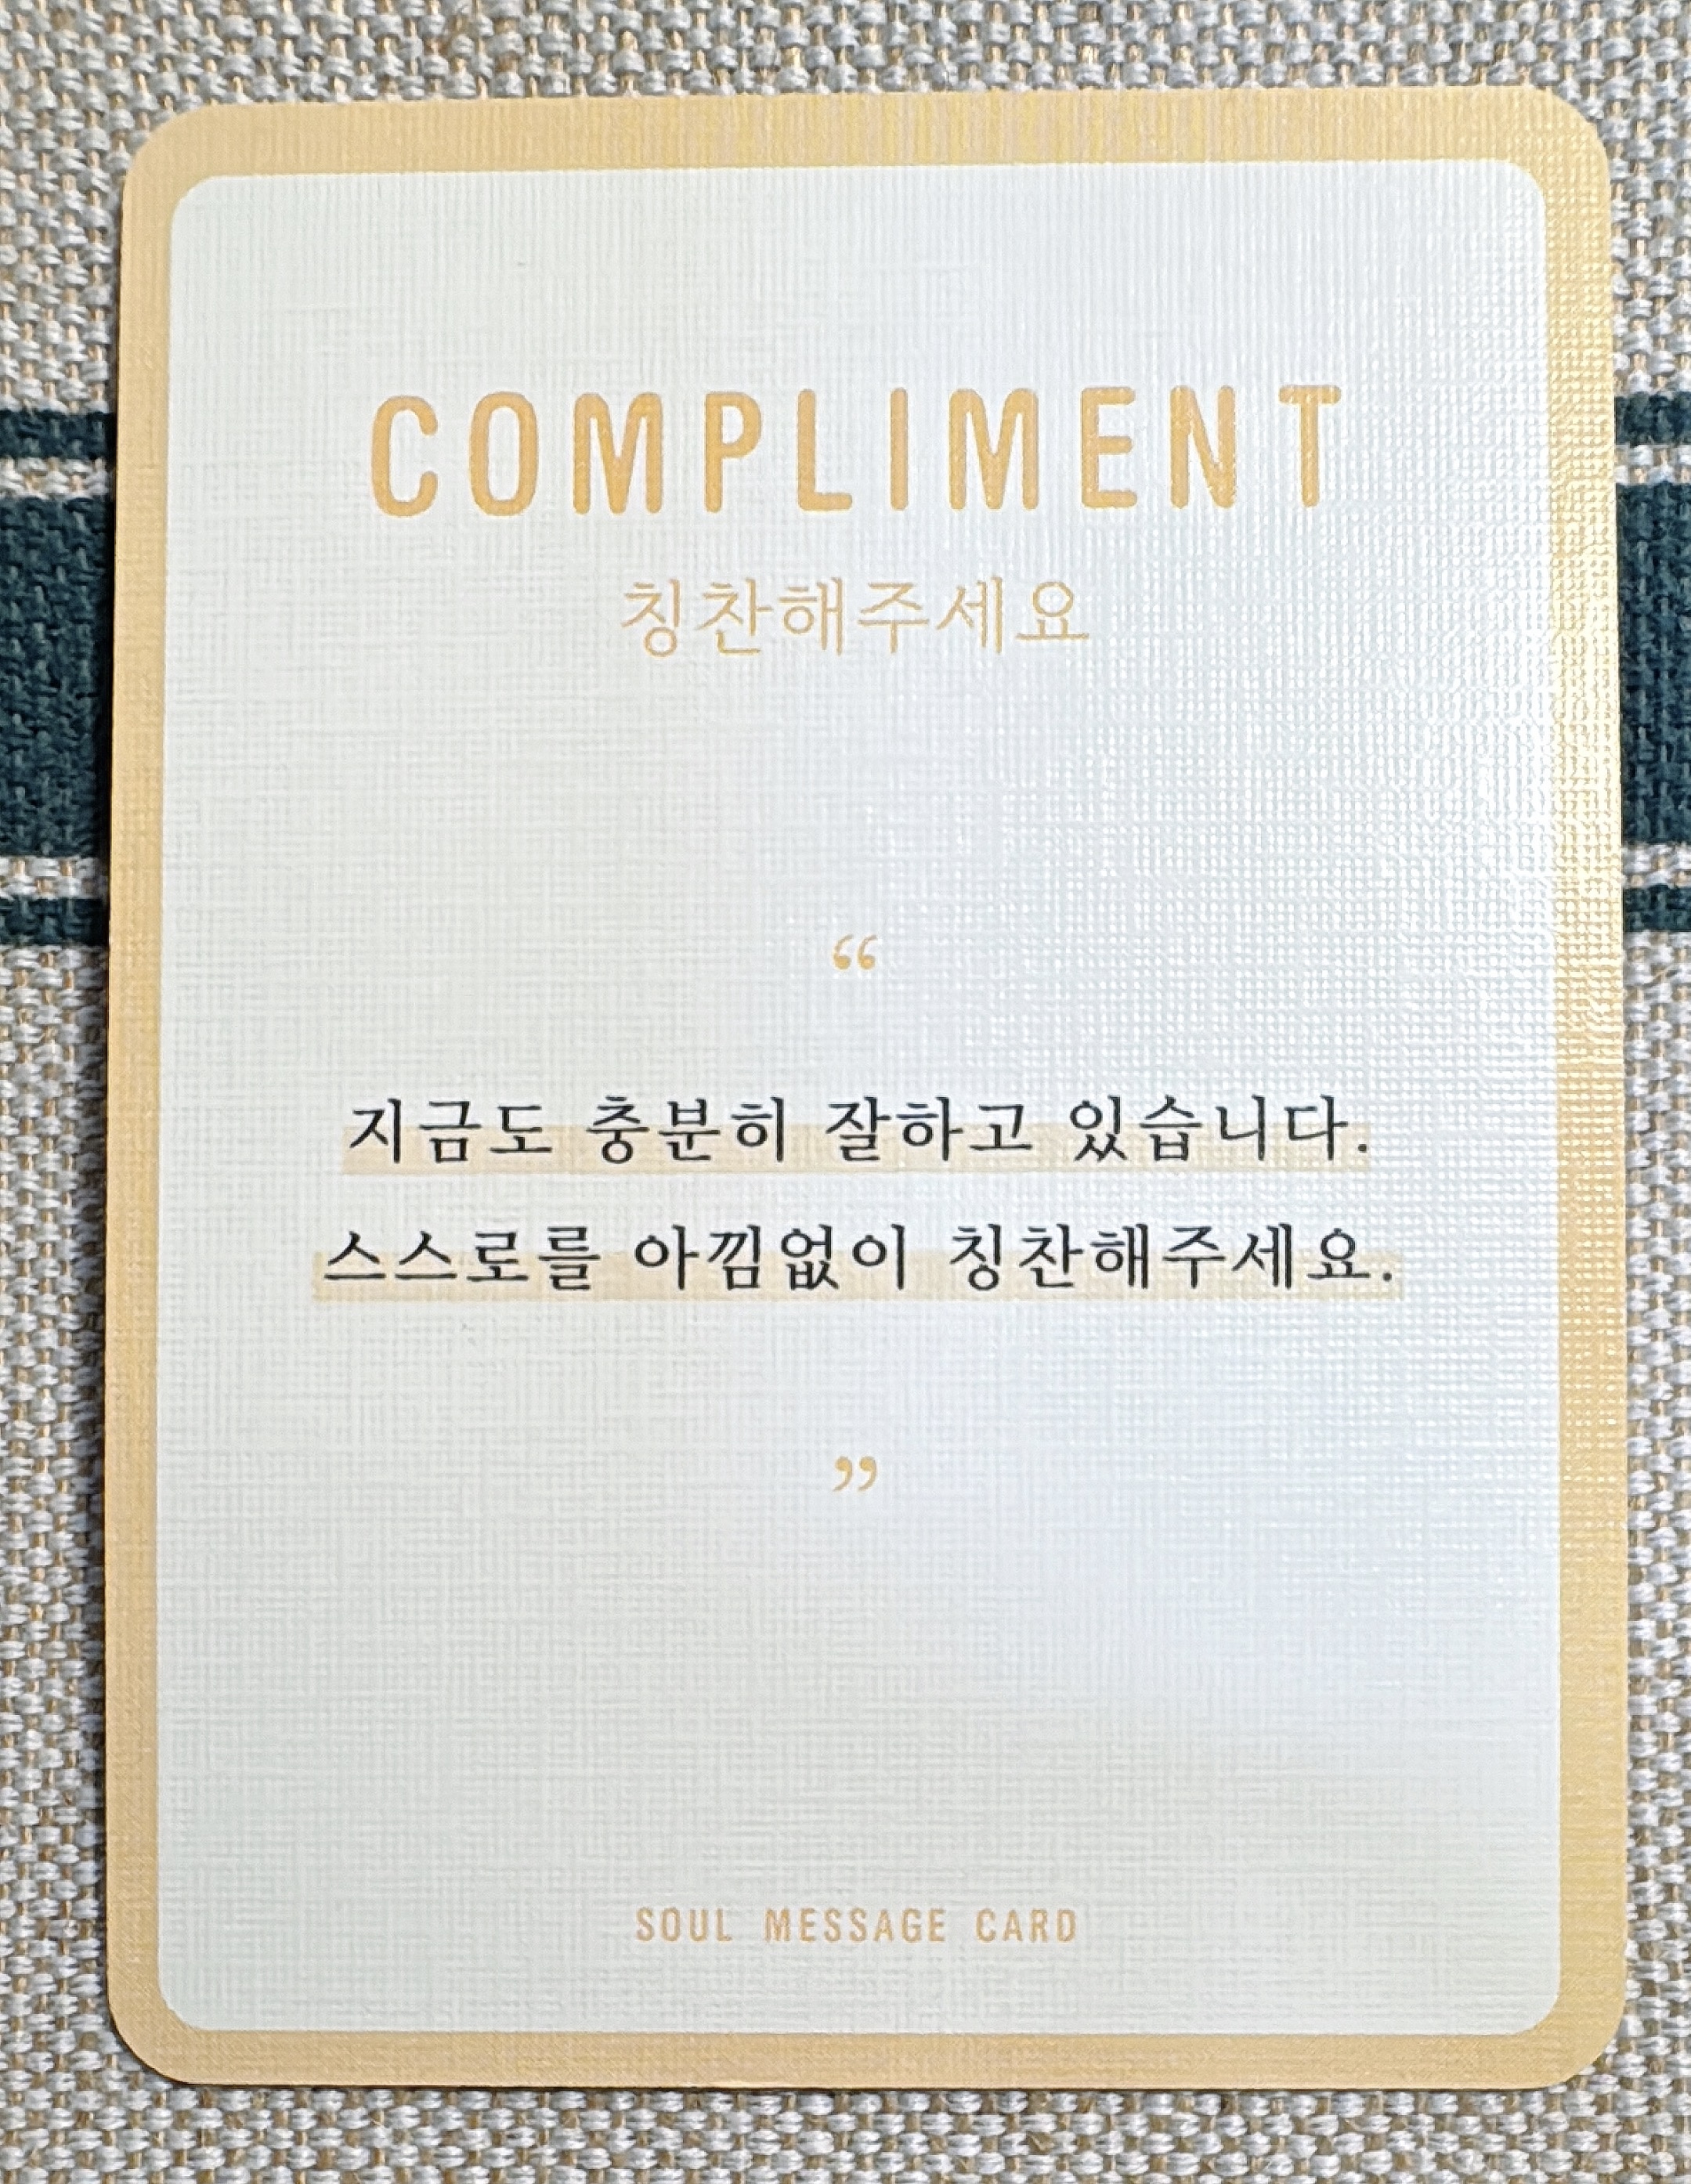 COMPLIMENT
칭찬해주세요
“
지금도 충분히 잘하고 있습니다.
스스로를 아낌없이 칭찬해주세요.
”
SOUL MESSAGE CARD